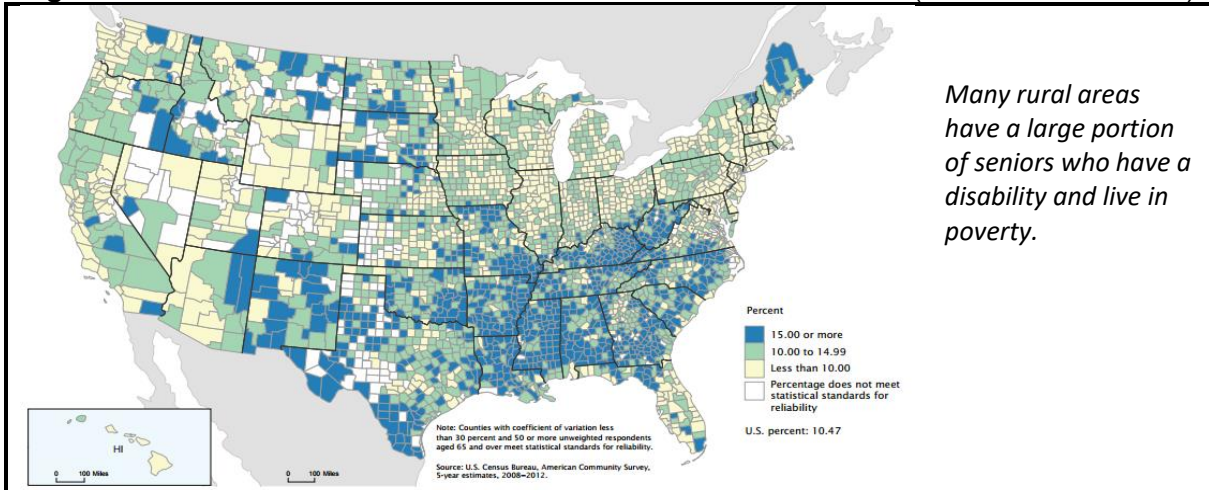 Many rural areas
have a large portion
of seniors who have a
disability and live in
poverty.
Percent
15.00 or more
10.00 to 14.99
Less than 10.00
Percentage does not meet
statistical standards for
reliability
U.S. percent: 10.47
Note: Counties with coefficient of variation less
than 30 percent and 50 or more unweighted respondents
aged 65 and over meet statistical standards for reliability.
Source: U.S. Census Bureau, American Community Survey,
5-year estimates, 2008–2012.
HI
0 100 Miles
0 100 Miles